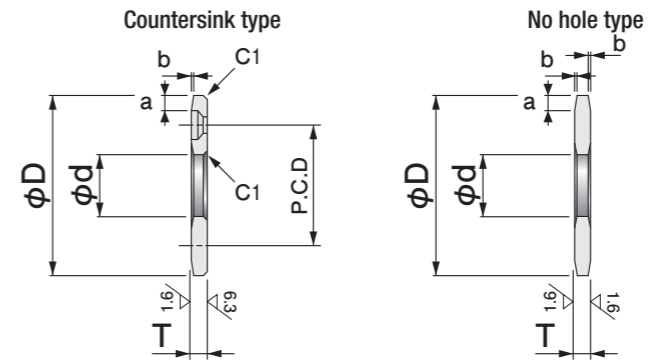 Countersink type
b
C1
a
φD
φd
P.C.D
C1
1.6
6.3
T
No hole type
b
b
a
φD
φd
1.6
1.6
T